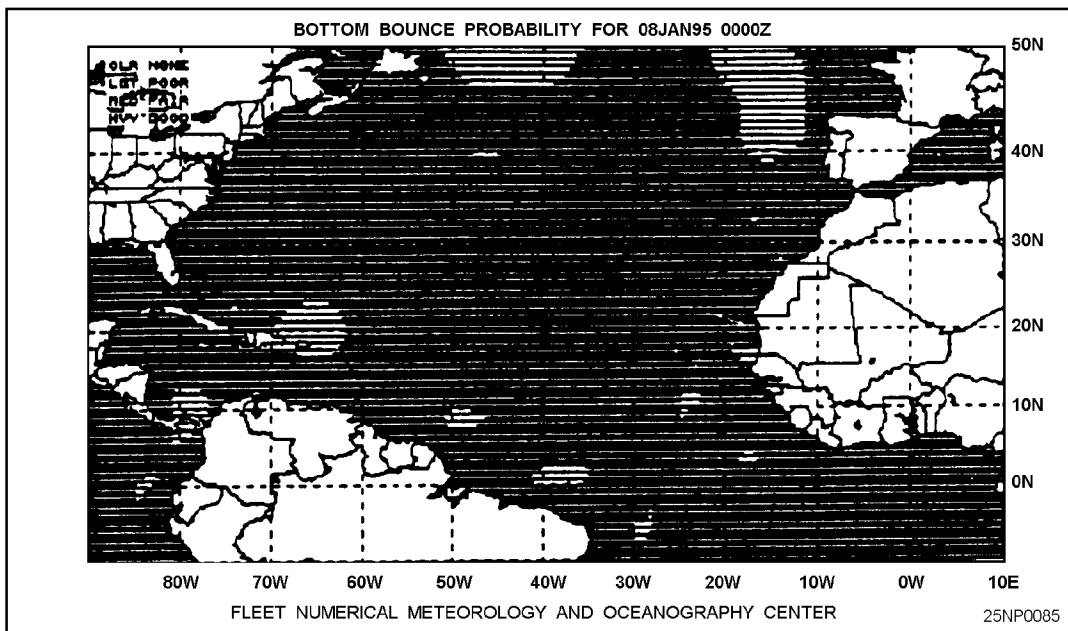 BOTTOM BOUNCE PROBABILITY FOR 08JAN95 0000Z
50N
CLR NONE
LGT POOR
MED FAIR
HVY GOOD
40N
30N
20N
10N
0N
80W 70W 60W 50W 40W 30W 20W 10W 0W 10E
FLEET NUMERICAL METEOROLOGY AND OCEANOGRAPHY CENTER
25NP0085